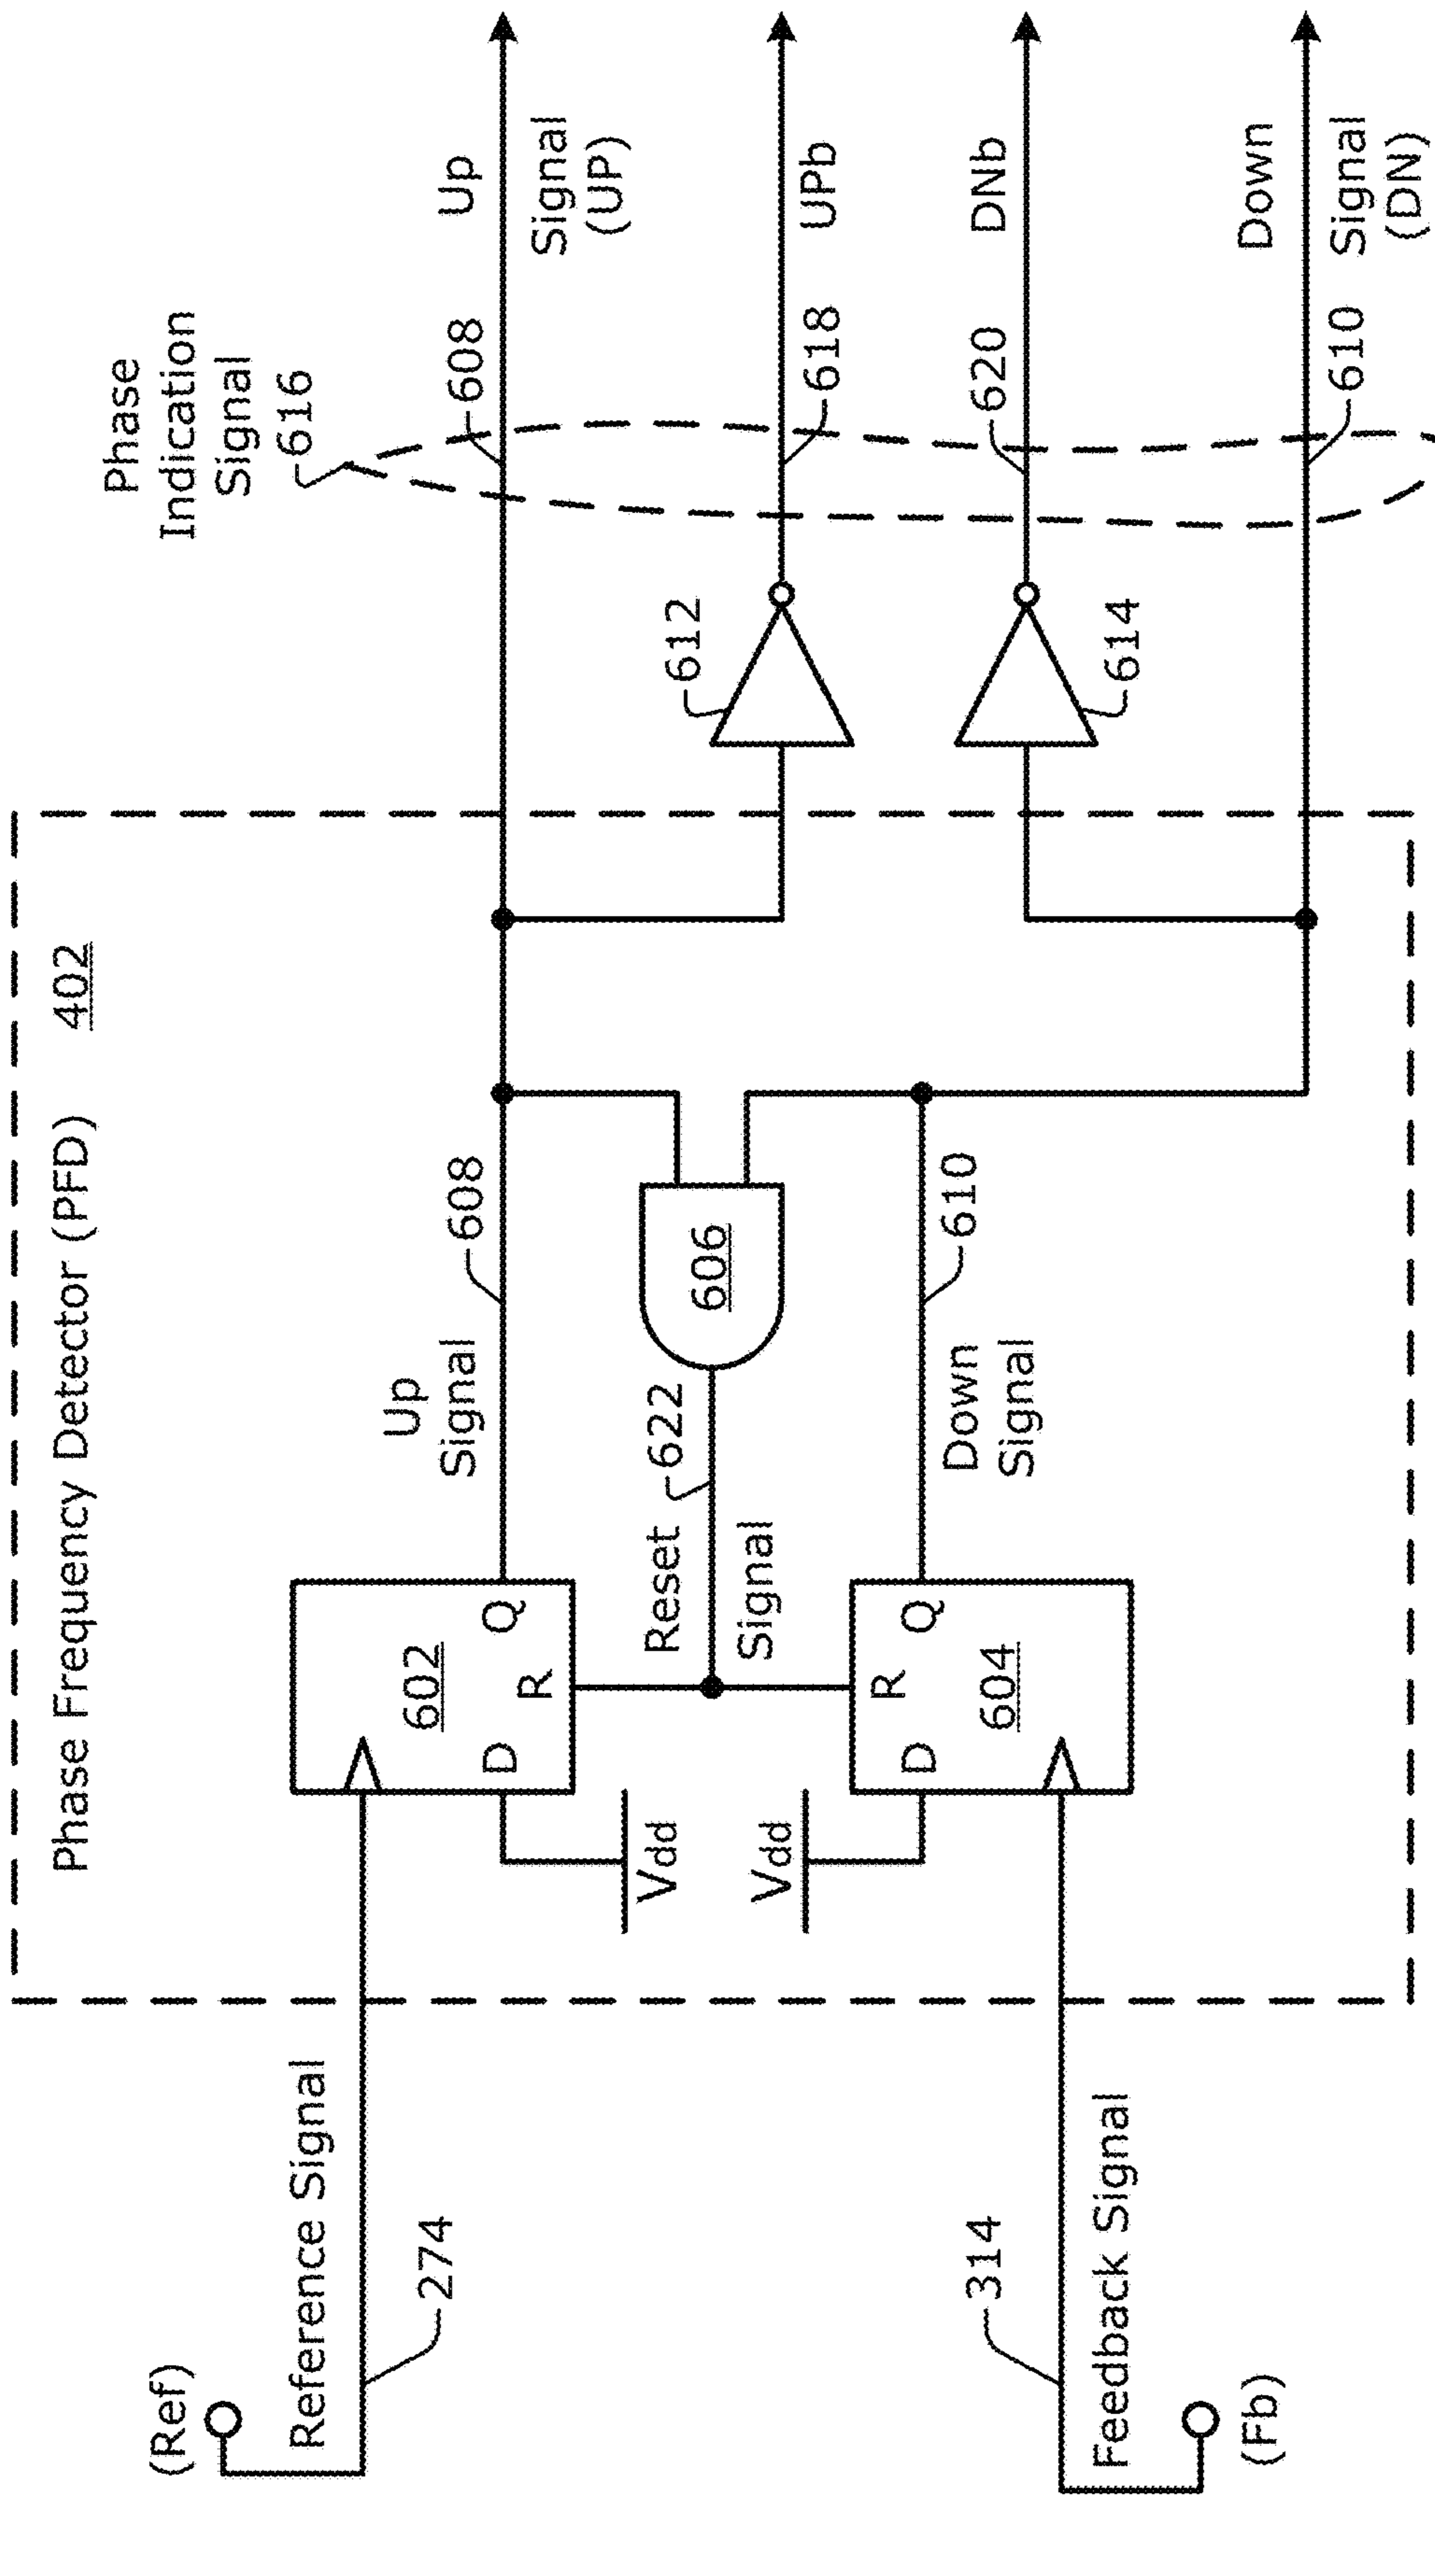 Phase
Indication
Signal
616
Phase Frequency Detector (PFD) 402
(Ref)
Reference Signal
274
602
D
R
Q
Vdd
Up
Signal
608
608
Up
Signal
(UP)
Reset
Signal
622
606
612
618
UPb
Vdd
D
R
Q
604
Down
Signal
610
614
620
DNb
314
Feedback Signal
(Fb)
610
Down
Signal
(DN)